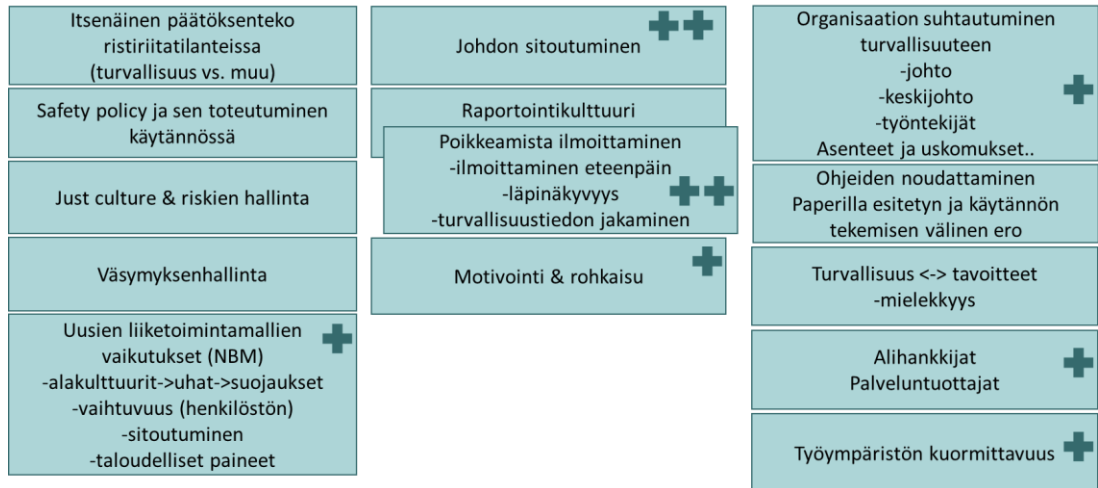 Itsenäinen päätöksenteko
ristiriitatilanteissa
(turvallisuus vs. muu)
Safety policy ja sen toteutuminen
käytännössä
Just culture & riskien hallinta
Väsymyksenhallinta
Uusien liiketoimintamallien
vaikutukset (NBM)
-alakulttuurit->uhat->suojaukset
-vaihtuvuus (henkilöstön)
-sitoutuminen
-taloudelliset paineet
Johdon sitoutuminen
Raportointikulttuuri
Poikkeamista ilmoittaminen
-ilmoittaminen eteenpäin
-läpinäkyvyys
-turvallisuustiedon jakaminen
Motivointi & rohkaisu
Organisaation suhtautuminen
turvallisuuteen
-johto
-keskijohto
-työntekijät
Asenteet ja uskomukset..
Ohjeiden noudattaminen
Paperilla esitetyn ja käytännön
tekemisen välinen ero
Turvallisuus <-> tavoitteet
-mielekkyys
Alihankkijat
Palveluntuottajat
Työympäristön kuormittavuus